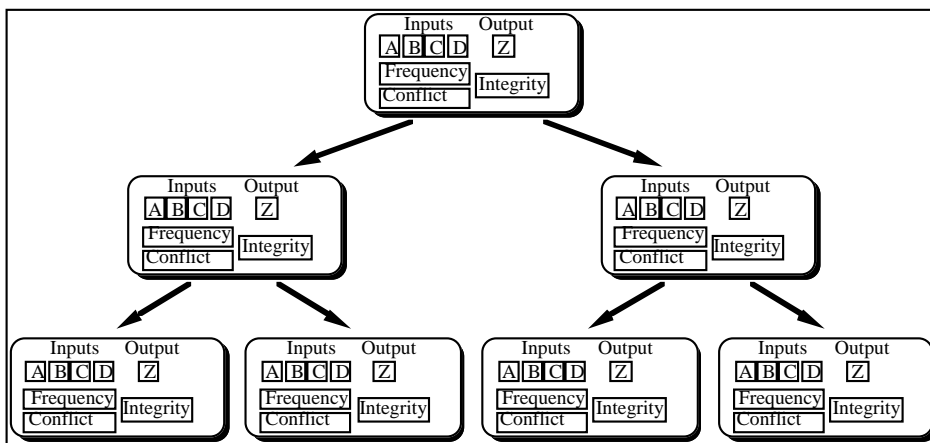 Inputs Output
A B C D Z
Frequency
Integrity
Conflict
Inputs Output
A B C D Z
Frequency
Integrity
Conflict
Inputs Output
A B C D Z
Frequency
Integrity
Conflict
Inputs Output
A B C D Z
Frequency
Integrity
Conflict
Inputs Output
A B C D Z
Frequency
Integrity
Conflict
Inputs Output
A B C D Z
Frequency
Integrity
Conflict
Inputs Output
A B C D Z
Frequency
Integrity
Conflict